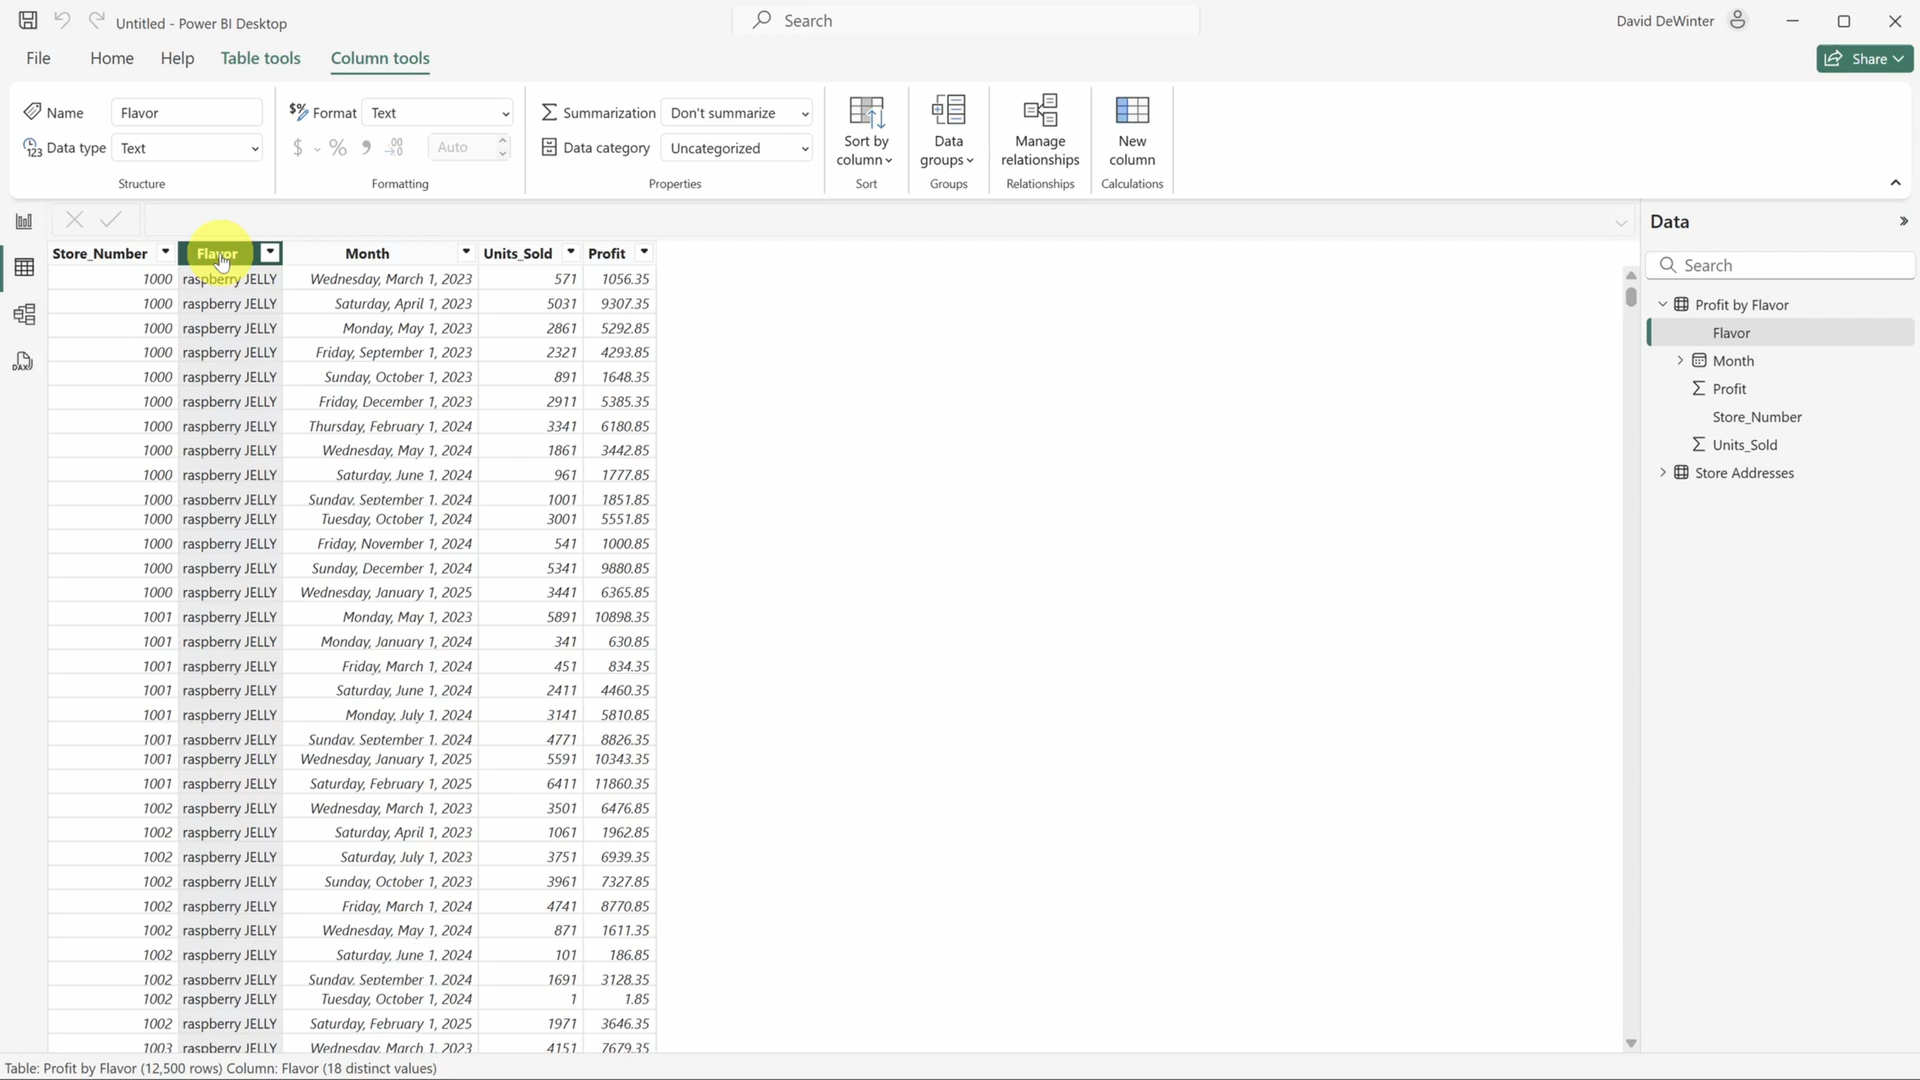 Untitled - Power BI Desktop
Search
David DeWinter
File Home Help Table tools Column tools
Share
Name Flavor
Format Text
Summarization Don't summarize
Sort by column
Data groups
Manage relationships
New column
Data type Text
$ % 9 .00 Auto
Data category Uncategorized
Structure Formatting Properties Sort Groups Relationships Calculations
Store_Number Flavor Month Units_Sold Profit
1000 raspberry JELLY Wednesday, March 1, 2023 571 1056.35
1000 raspberry JELLY Saturday, April 1, 2023 5031 9307.35
1000 raspberry JELLY Monday, May 1, 2023 2861 5292.85
1000 raspberry JELLY Friday, September 1, 2023 2321 4293.85
1000 raspberry JELLY Sunday, October 1, 2023 891 1648.35
1000 raspberry JELLY Friday, December 1, 2023 2911 5385.35
1000 raspberry JELLY Thursday, February 1, 2024 3341 6180.85
1000 raspberry JELLY Wednesday, May 1, 2024 1861 3442.85
1000 raspberry JELLY Saturday, June 1, 2024 961 1777.85
1000 raspberry JELLY Sunday, September 1, 2024 1001 1851.85
1000 raspberry JELLY Tuesday, October 1, 2024 3001 5551.85
1000 raspberry JELLY Friday, November 1, 2024 541 1000.85
1000 raspberry JELLY Sunday, December 1, 2024 5341 9880.85
1000 raspberry JELLY Wednesday, January 1, 2025 3441 6365.85
1001 raspberry JELLY Monday, May 1, 2023 5891 10898.35
1001 raspberry JELLY Monday, January 1, 2024 341 630.85
1001 raspberry JELLY Friday, March 1, 2024 451 834.35
1001 raspberry JELLY Saturday, June 1, 2024 2411 4460.35
1001 raspberry JELLY Monday, July 1, 2024 3141 5810.85
1001 raspberry JELLY Sunday, September 1, 2024 4771 8826.35
1001 raspberry JELLY Wednesday, January 1, 2025 5591 10343.35
1001 raspberry JELLY Saturday, February 1, 2025 6411 11860.35
1002 raspberry JELLY Wednesday, March 1, 2023 3501 6476.85
1002 raspberry JELLY Saturday, April 1, 2023 1061 1962.85
1002 raspberry JELLY Saturday, July 1, 2023 3751 6939.35
1002 raspberry JELLY Sunday, October 1, 2023 3961 7327.85
1002 raspberry JELLY Friday, March 1, 2024 4741 8770.85
1002 raspberry JELLY Wednesday, May 1, 2024 871 1611.35
1002 raspberry JELLY Saturday, June 1, 2024 101 186.85
1002 raspberry JELLY Sunday, September 1, 2024 1691 3128.35
1002 raspberry JELLY Tuesday, October 1, 2024 1 1.85
1002 raspberry JELLY Saturday, February 1, 2025 1971 3646.35
1003 raspberry JELLY Wednesday, March 1, 2023 4151 7679.35
Data
Search
Profit by Flavor
Flavor
Month
Profit
Store_Number
Units_Sold
Store Addresses
DAX
Table: Profit by Flavor (12,500 rows) Column: Flavor (18 distinct values)